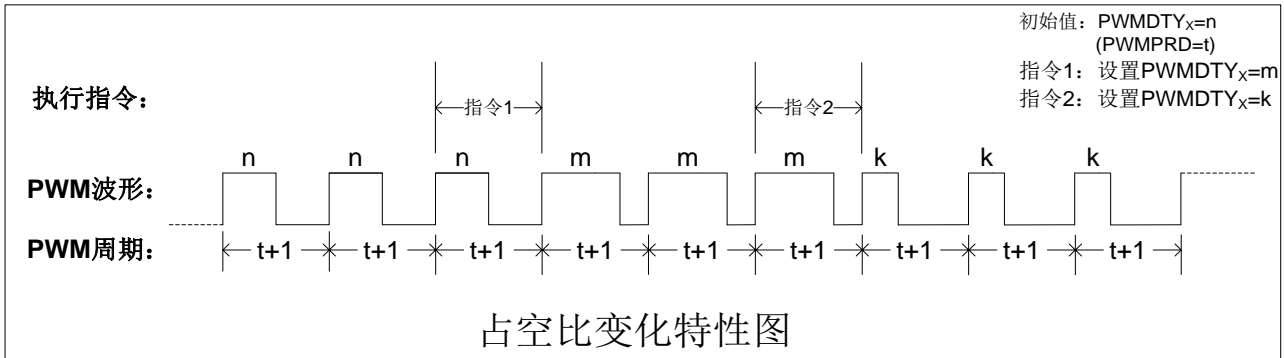 初始值：PWMDTYX=n
(PWMPRD=t)
指令1：设置PWMDTYX=m
指令2：设置PWMDTYX=k
执行指令：
指令1 指令2
n n n m m m k k k
PWM波形：
PWM周期： t+1 t+1 t+1 t+1 t+1 t+1 t+1 t+1 t+1
占空比变化特性图